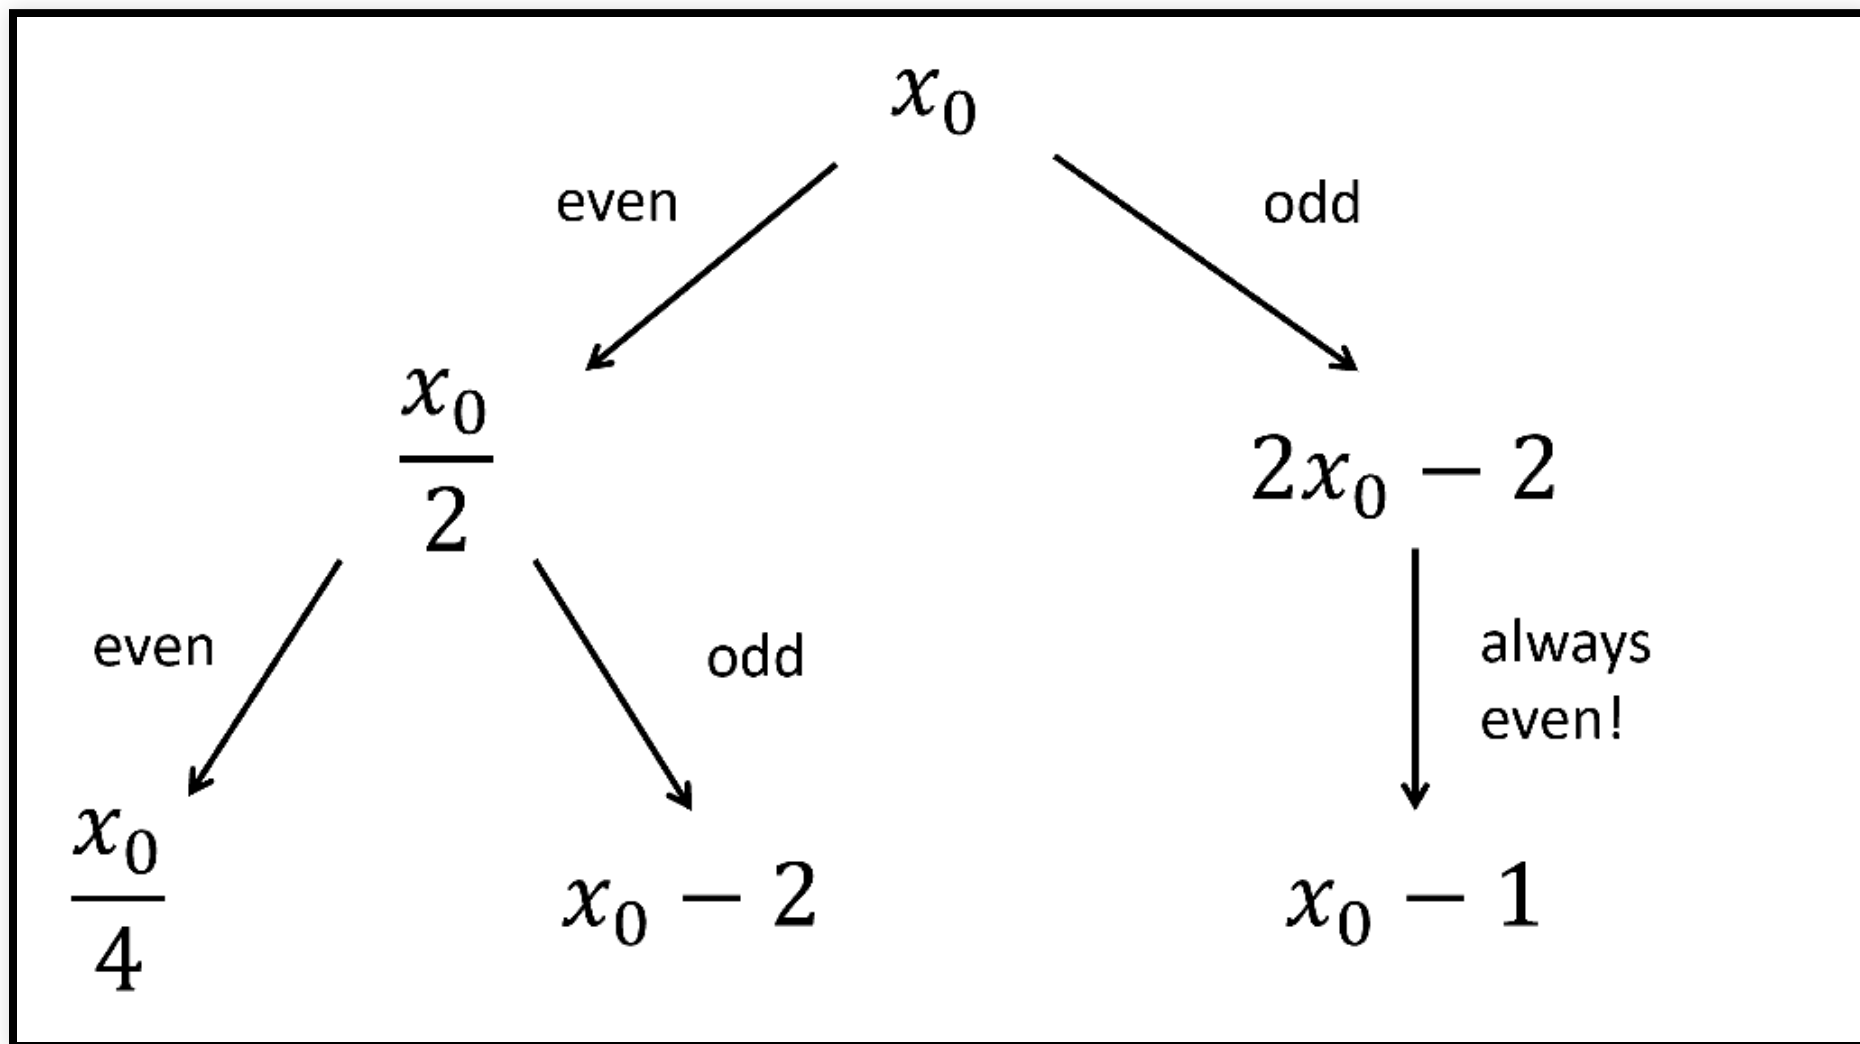 x₀
even
odd
x₀/2
2x₀ − 2
even
odd
always
even!
x₀/4
x₀ − 2
x₀ − 1